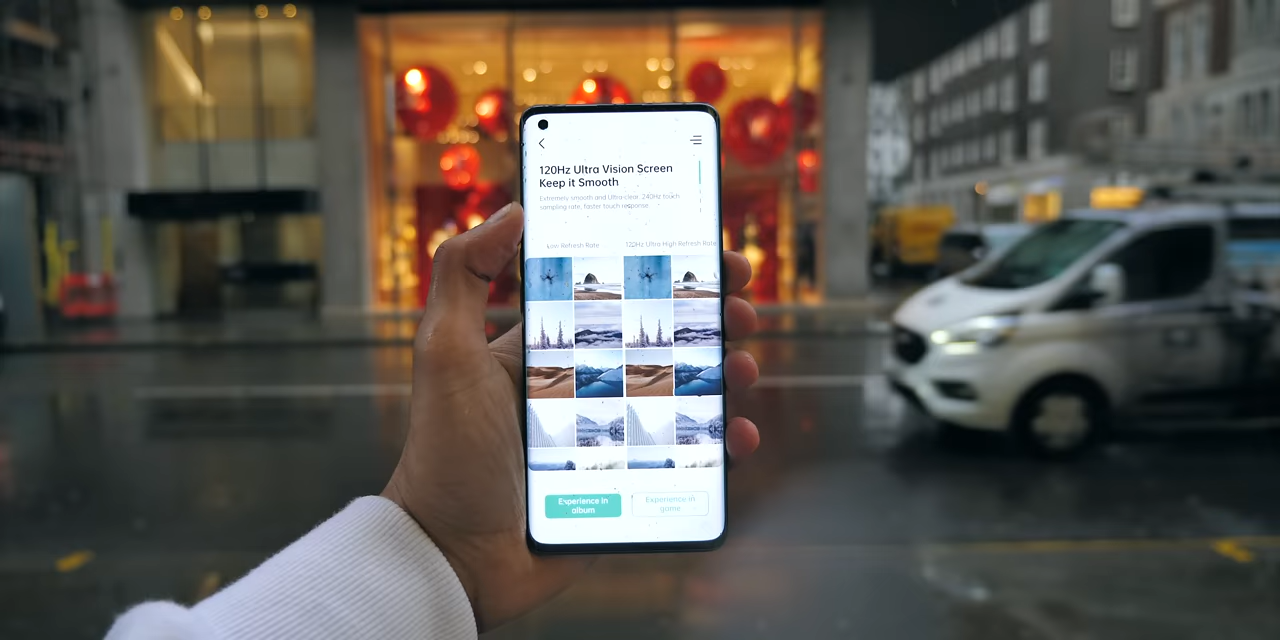 120Hz Ultra Vision Screen
Keep it Smooth
Extremely smooth and Ultra-clear, 240Hz touch
sampling rate, faster touch response.
Low Refresh Rate
120Hz Ultra High Refresh Rate
Experience in
album
Experience in
game